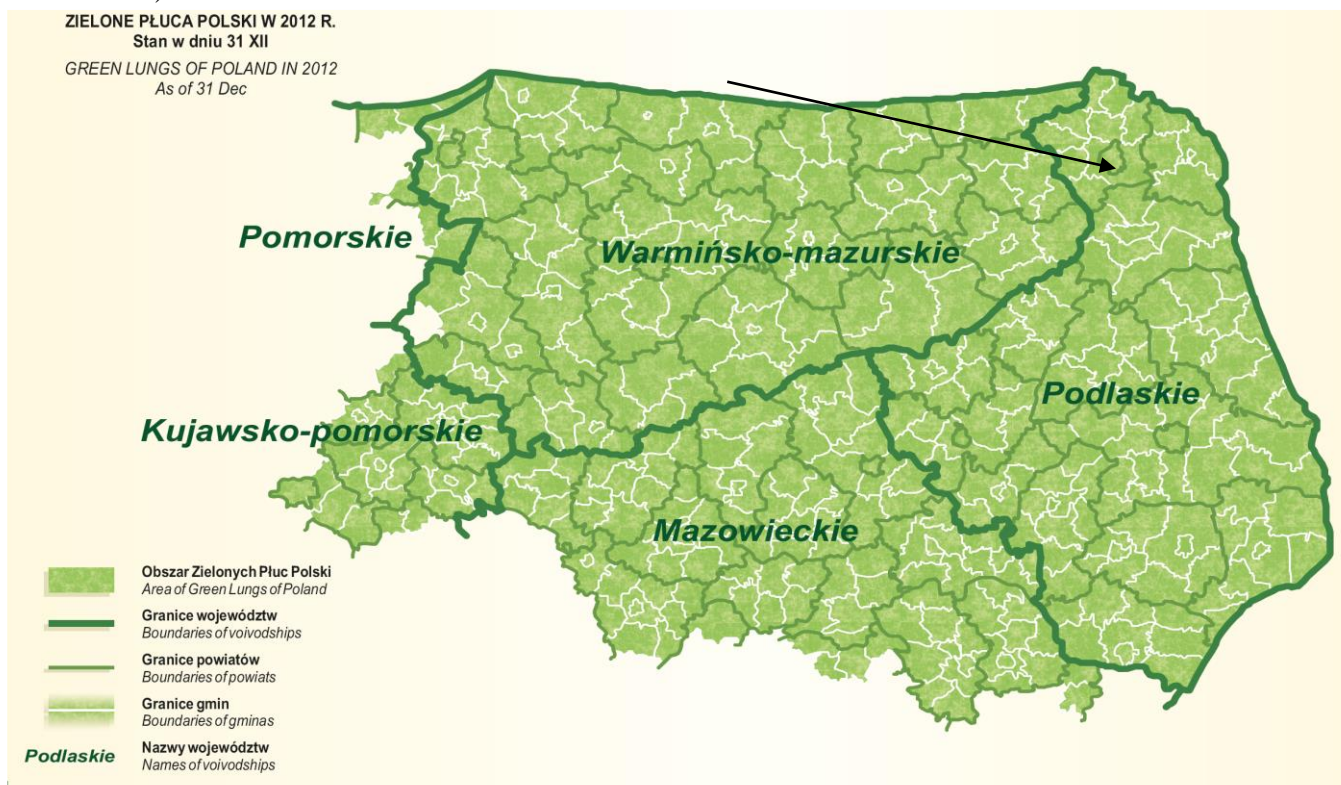 ZIELONE PŁUCA POLSKI W 2012 R.
Stan w dniu 31 XII
GREEN LUNGS OF POLAND IN 2012
As of 31 Dec
Pomorskie
Warmińsko-mazurskie
Podlaskie
Kujawsko-pomorskie
Mazowieckie
Obszar Zielonych Płuc Polski
Area of Green Lungs of Poland
Granice województw
Boundaries of voivodships
Granice powiatów
Boundaries of powiats
Granice gmin
Boundaries of gminas
Podlaskie
Nazwy województw
Names of voivodships